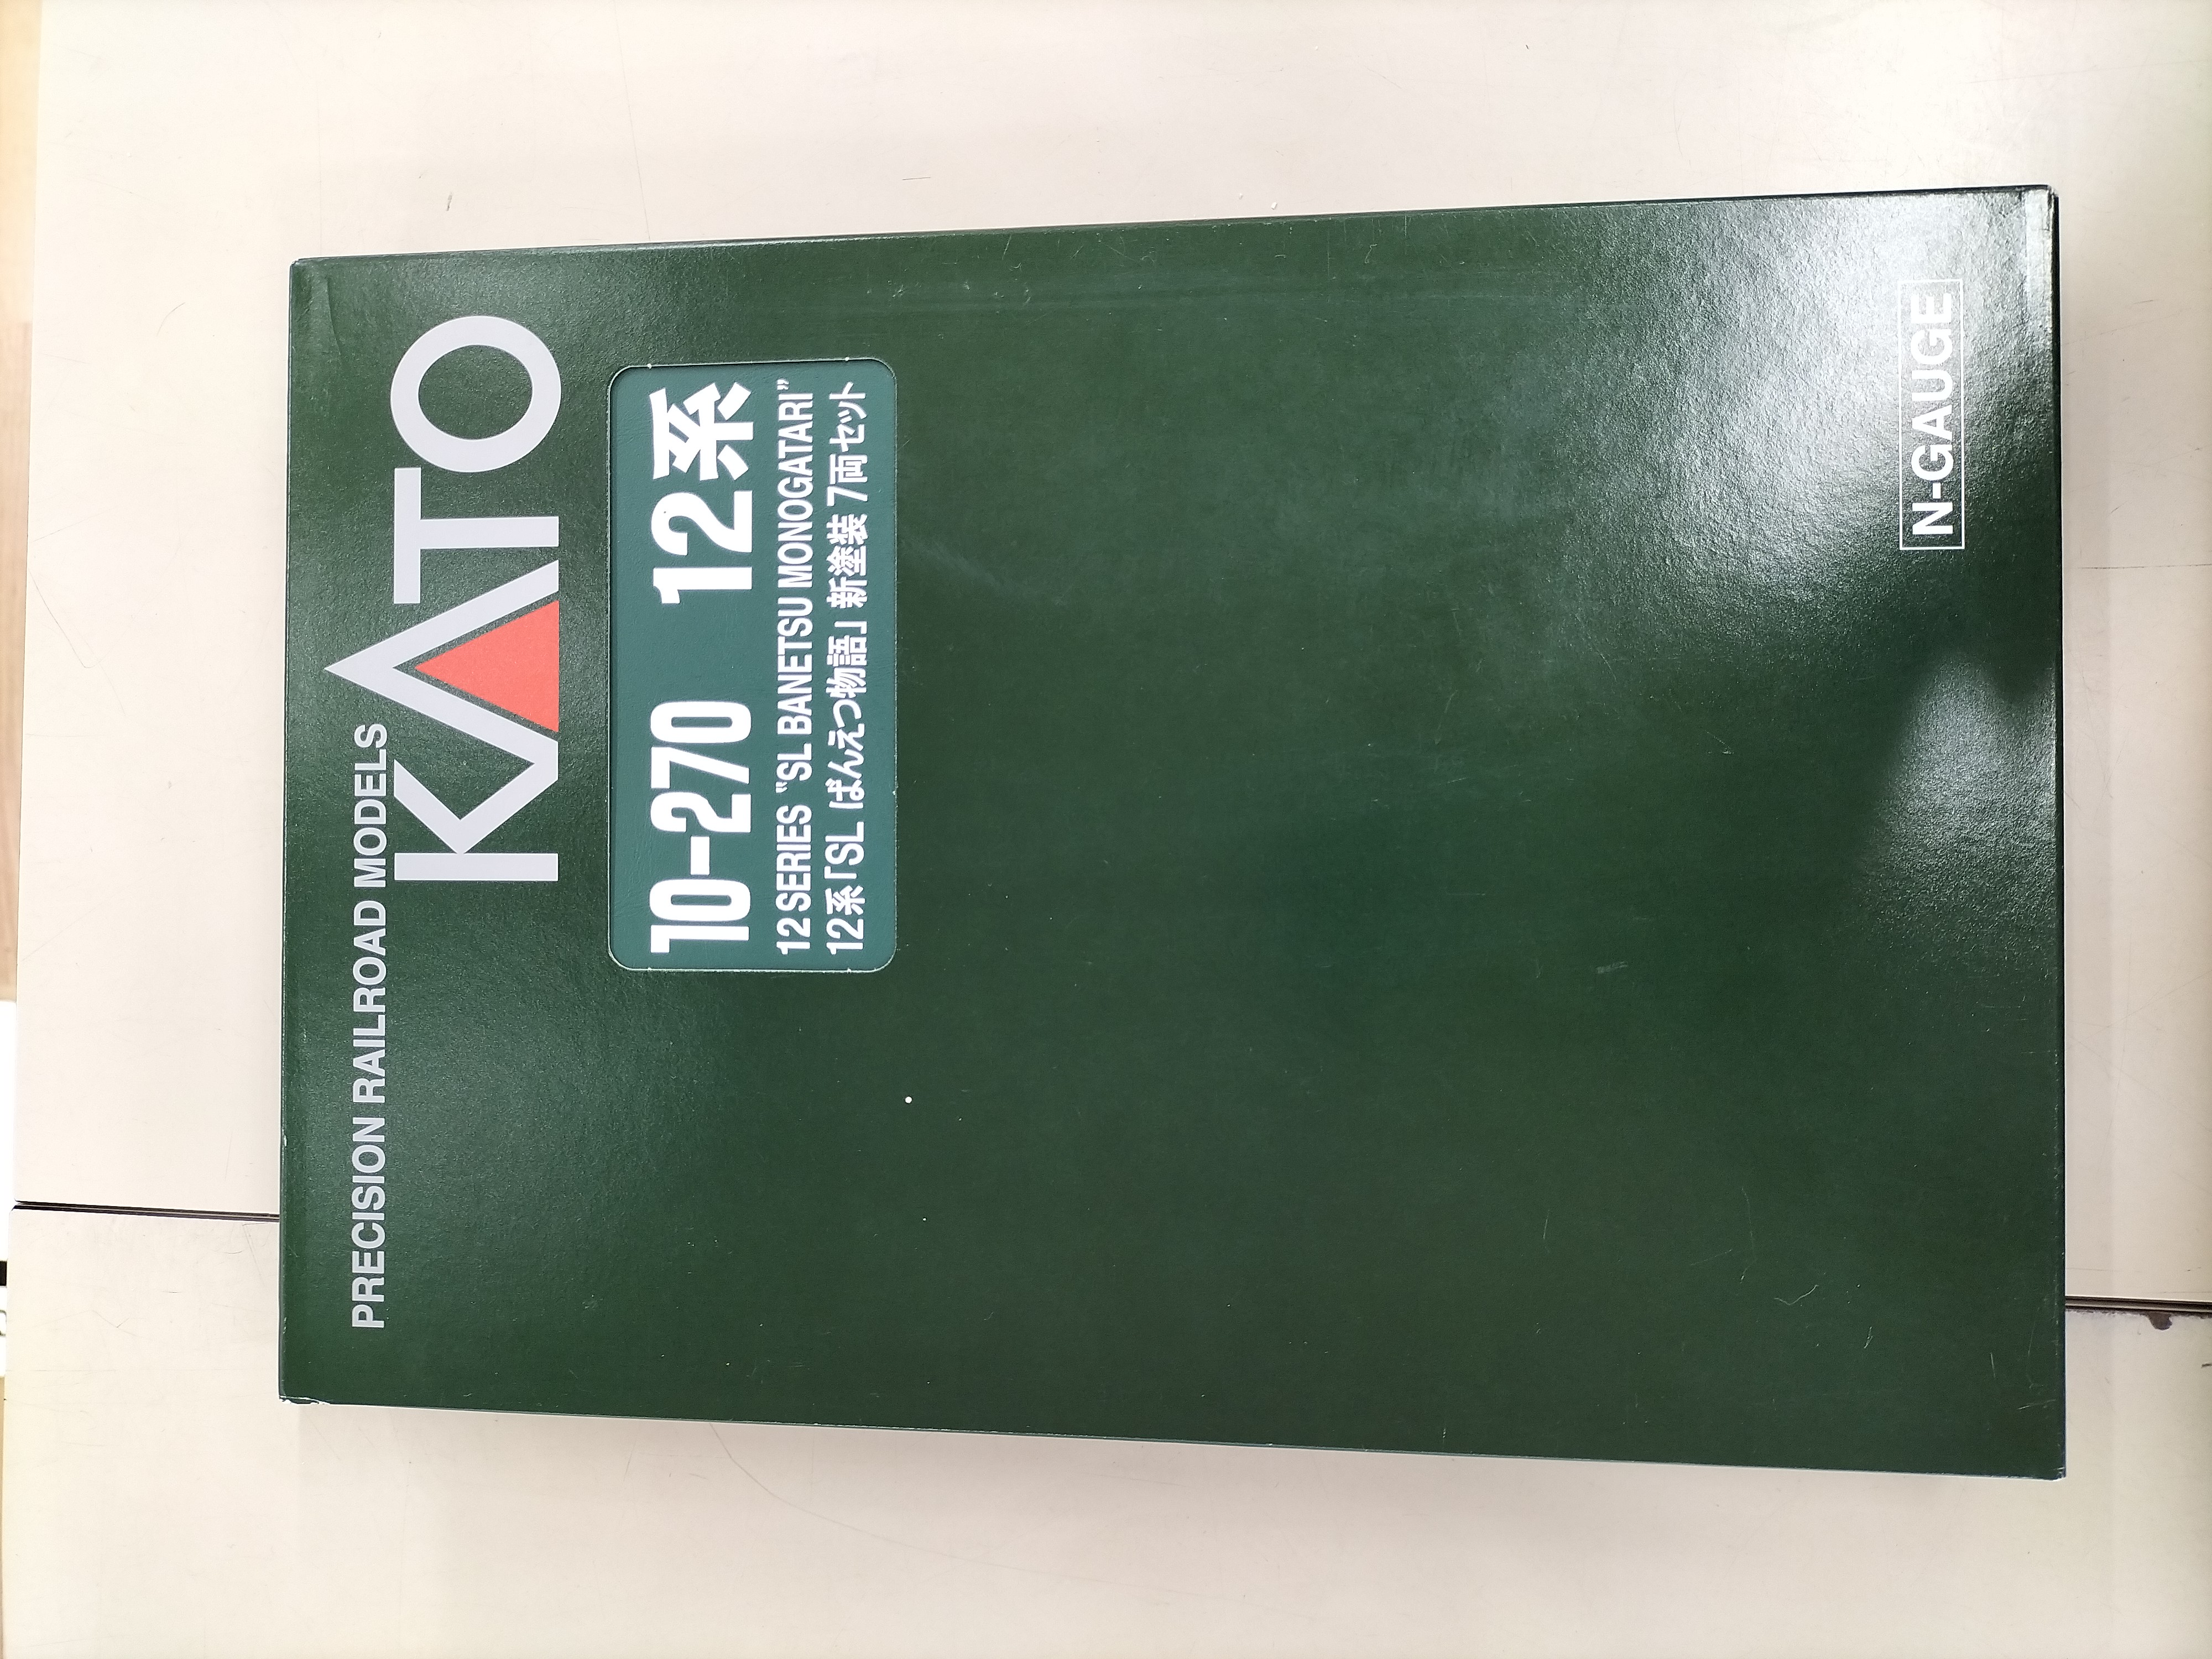 PRECISION RAILROAD MODELS
KATO
10-270 12系
12 SERIES “SL BANETSU MONOGATARI”
12系「SL ばんえつ物語」 新塗装 7両セット
N-GAUGE